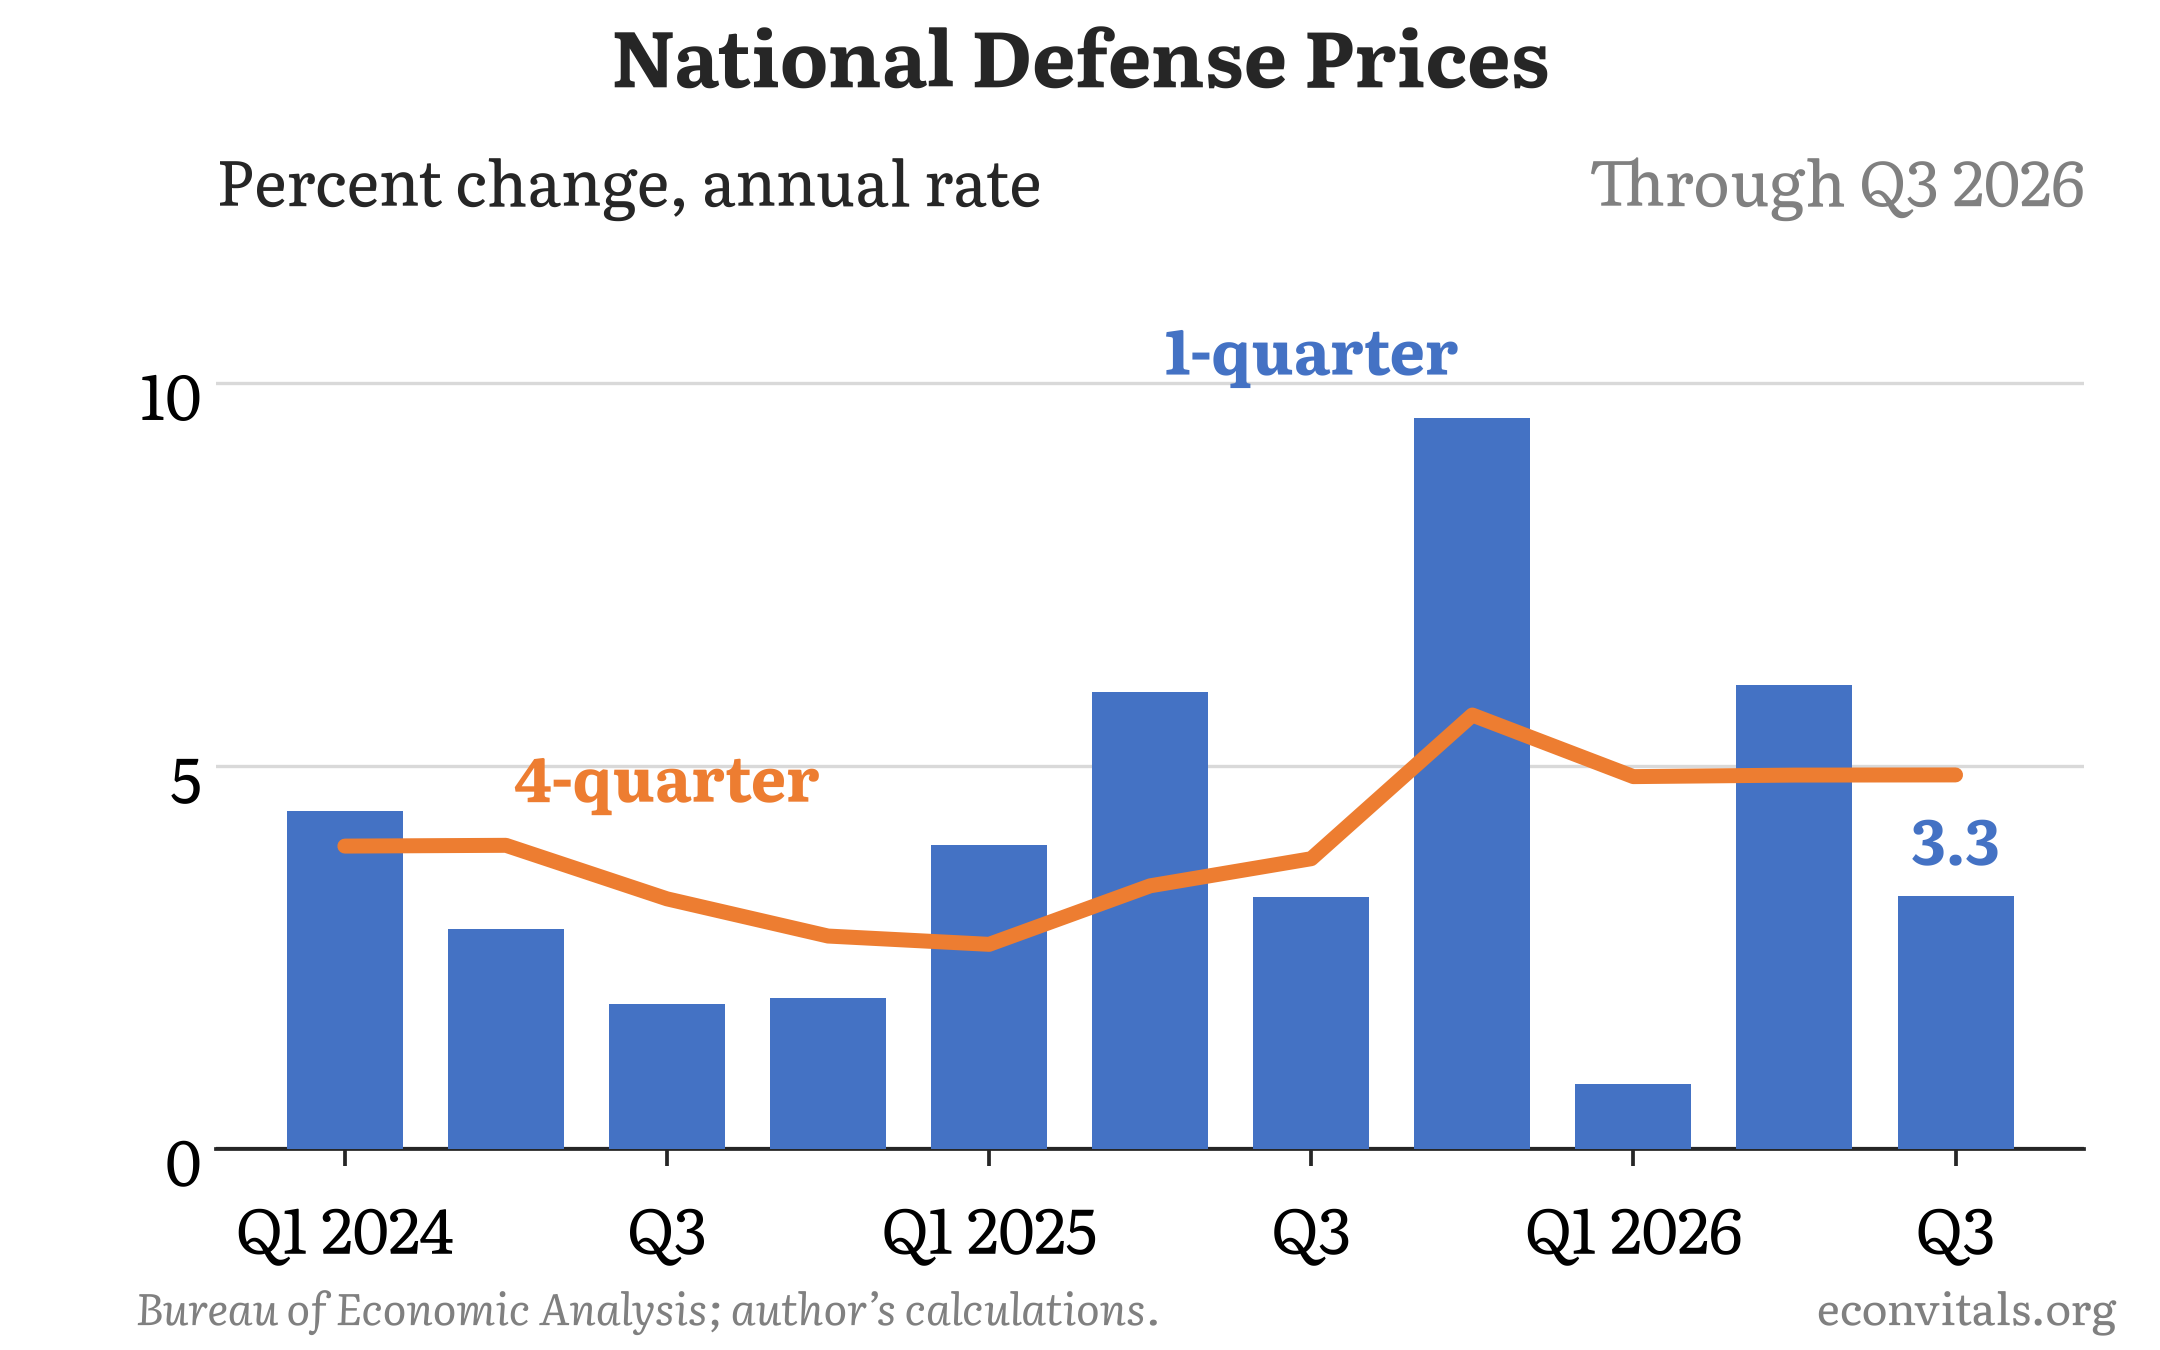 National Defense Prices
Percent change, annual rate
Through Q3 2026
1-quarter
10
4-quarter
5
3.3
0
Q1 2024 Q3 Q1 2025 Q3 Q1 2026 Q3
Bureau of Economic Analysis; author’s calculations.
econvitals.org